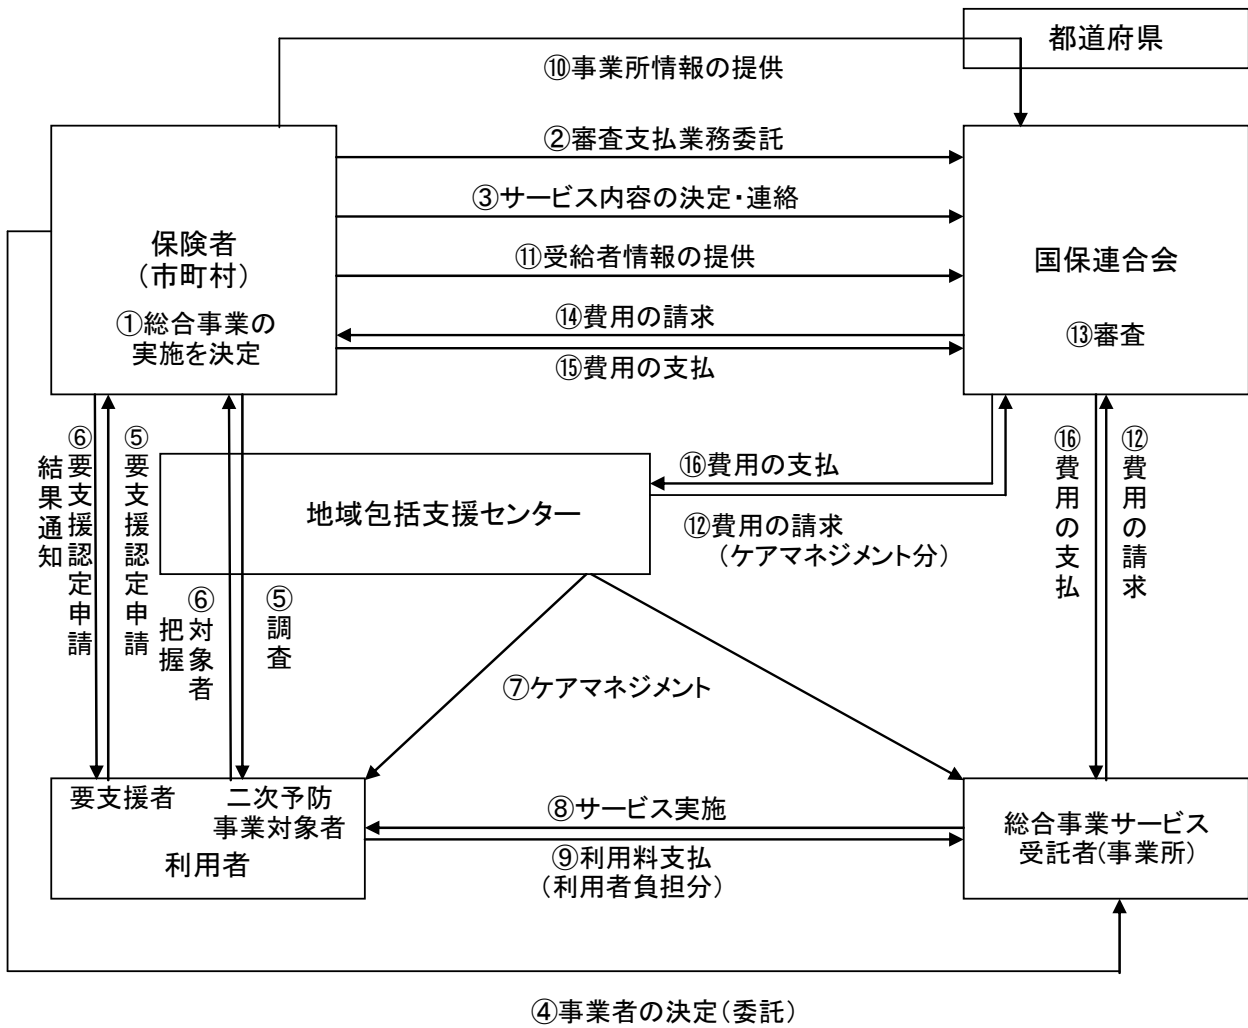 都道府県
⑩事業所情報の提供
②審査支払業務委託
③サービス内容の決定・連絡
保険者
（市町村）
①総合事業の
実施を決定
⑪受給者情報の提供
国保連合会
⑬審査
⑭費用の請求
⑮費用の支払
⑥要支援認定申請
結果通知
⑤要支援認定申請
⑥対象者
把握
⑤調査
地域包括支援センター
⑯費用の支払
⑫費用の請求
（ケアマネジメント分）
⑯費用の支払
⑫費用の請求
⑦ケアマネジメント
要支援者
二次予防
事業対象者
利用者
⑧サービス実施
⑨利用料支払
（利用者負担分）
総合事業サービス
受託者（事業所）
④事業者の決定（委託）